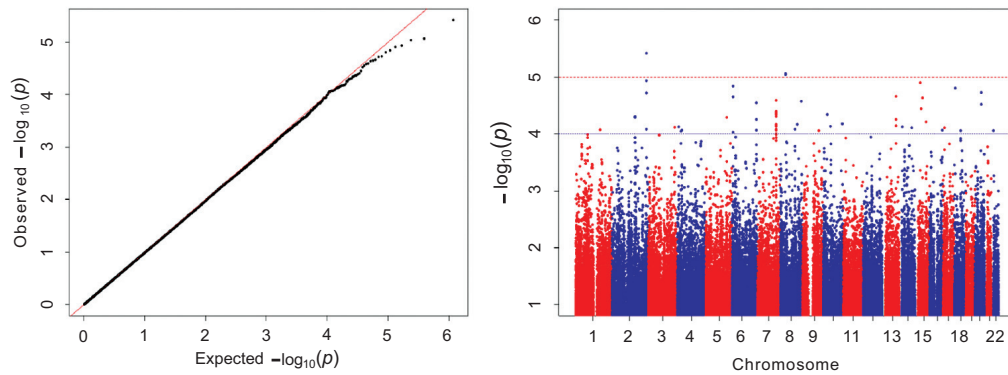 Observed −log10(p)
5
4
3
2
1
0
0 1 2 3 4 5 6
Expected −log10(p)
−log10(p)
6
5
4
3
2
1
1 2 3 4 5 6 7 8 9 11 13 15 18 22
Chromosome